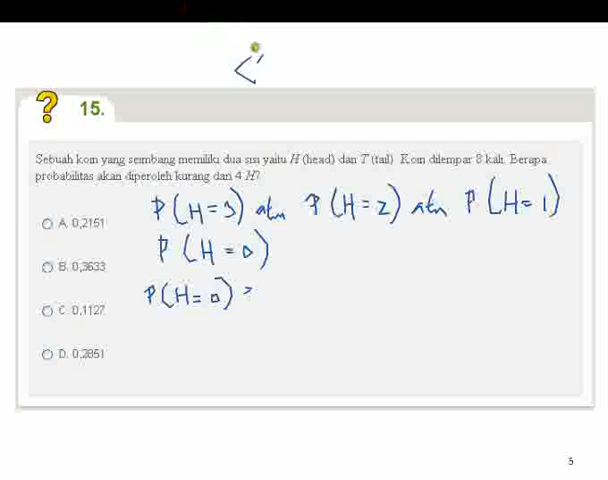 15.
Sebuah koin yang seimbang memiliki dua sisi yaitu H (head) dan T (tail). Koin dilempar 8 kali. Berapa
probabilitas akan diperoleh kurang dari 4 H?
P(H=3) atau P(H=2) atau P(H=1)
A. 0,2151
P(H=0)
B. 0,3633
P(H=0) =
C. 0,1127
D. 0,2851
5